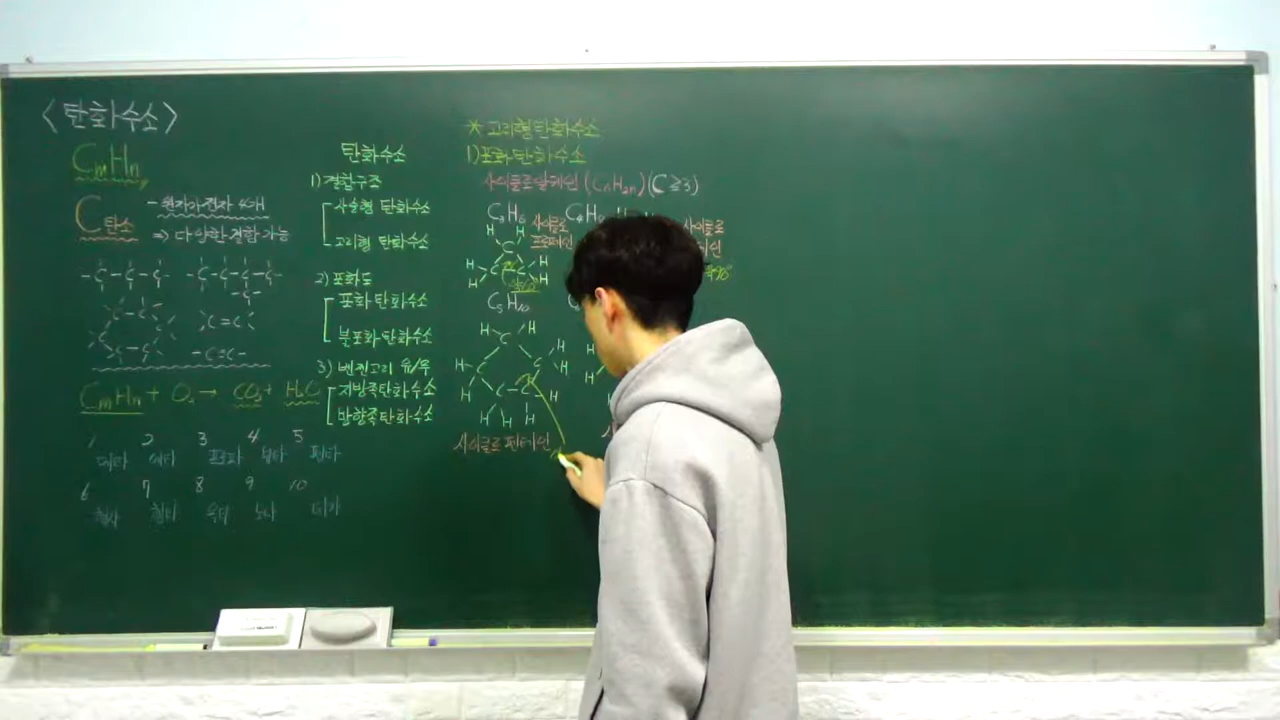 <탄화수소>
CmHn
C 탄소
- 원자가 전자 4개
⇒ 다양한 결합 가능
CmHn + O₂ → CO₂ + H₂O
1 2 3 4 5
메타 에타 프로파 부타 펜타
6 7 8 9 10
헥사 헵타 옥타 노나 데카
탄화수소
1) 결합구조
사슬형 탄화수소
고리형 탄화수소
2) 포화도
포화 탄화수소
불포화 탄화수소
3) 벤젠고리 유/무
지방족탄화수소
방향족탄화수소
* 고리형 탄화수소
1) 포화 탄화수소
사이클로알케인 (CnH2n) (C≧3)
C₃H₆ 사이클로
프로페인
사이클로
C₅H₁₀
사이클로 펜테인